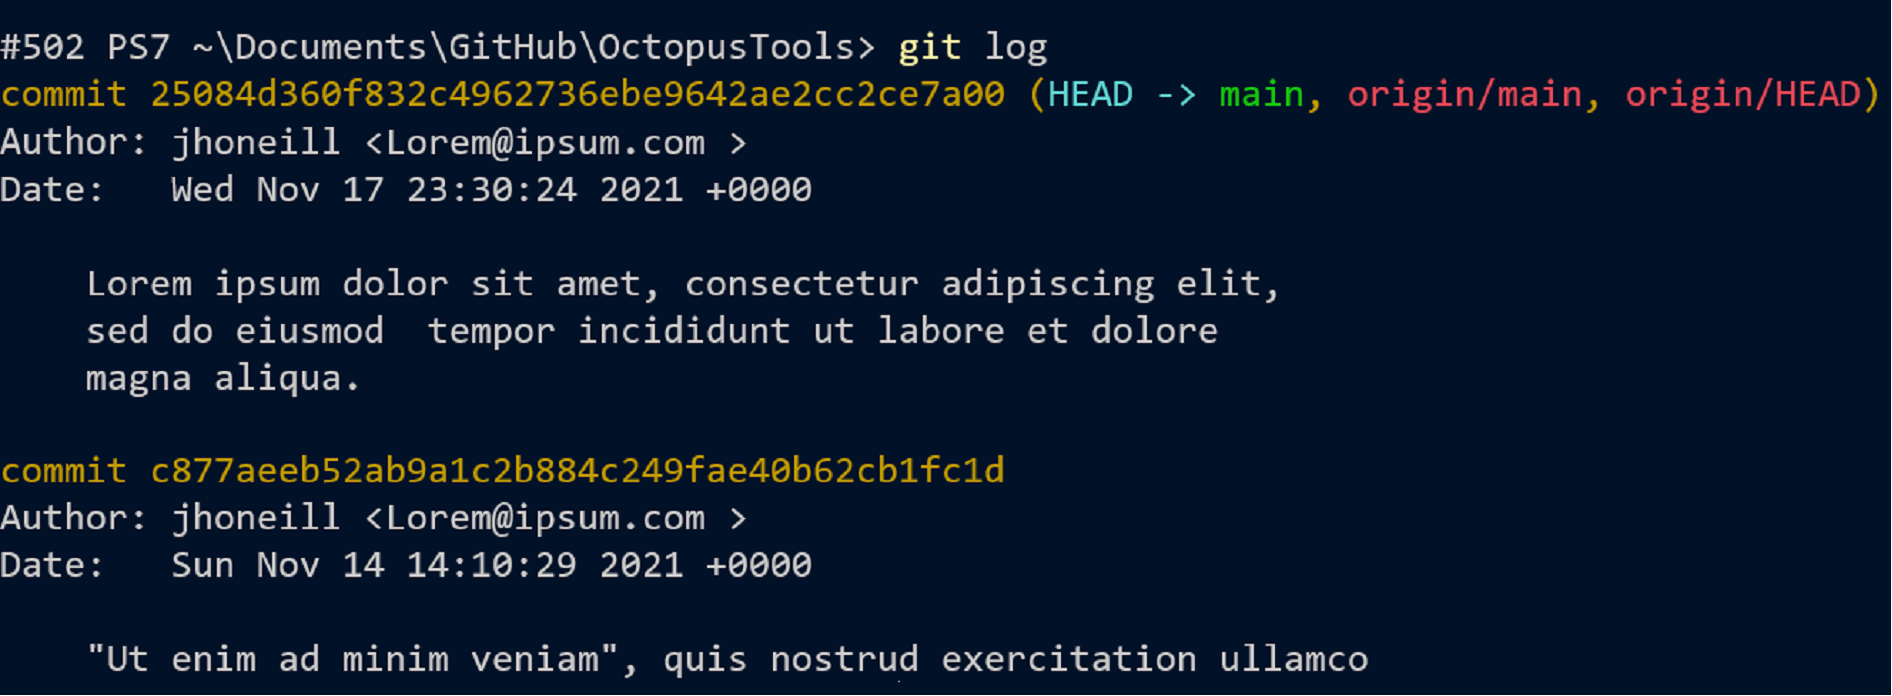 #502 PS7 ~\Documents\GitHub\OctopusTools> git log
commit 25084d360f832c4962736ebe9642ae2cc2ce7a00 (HEAD -> main, origin/main, origin/HEAD)
Author: jhoneill <Lorem@ipsum.com >
Date:   Wed Nov 17 23:30:24 2021 +0000

    Lorem ipsum dolor sit amet, consectetur adipiscing elit,
    sed do eiusmod  tempor incididunt ut labore et dolore
    magna aliqua.

commit c877aeeb52ab9a1c2b884c249fae40b62cb1fc1d
Author: jhoneill <Lorem@ipsum.com >
Date:   Sun Nov 14 14:10:29 2021 +0000

    "Ut enim ad minim veniam", quis nostrud exercitation ullamco